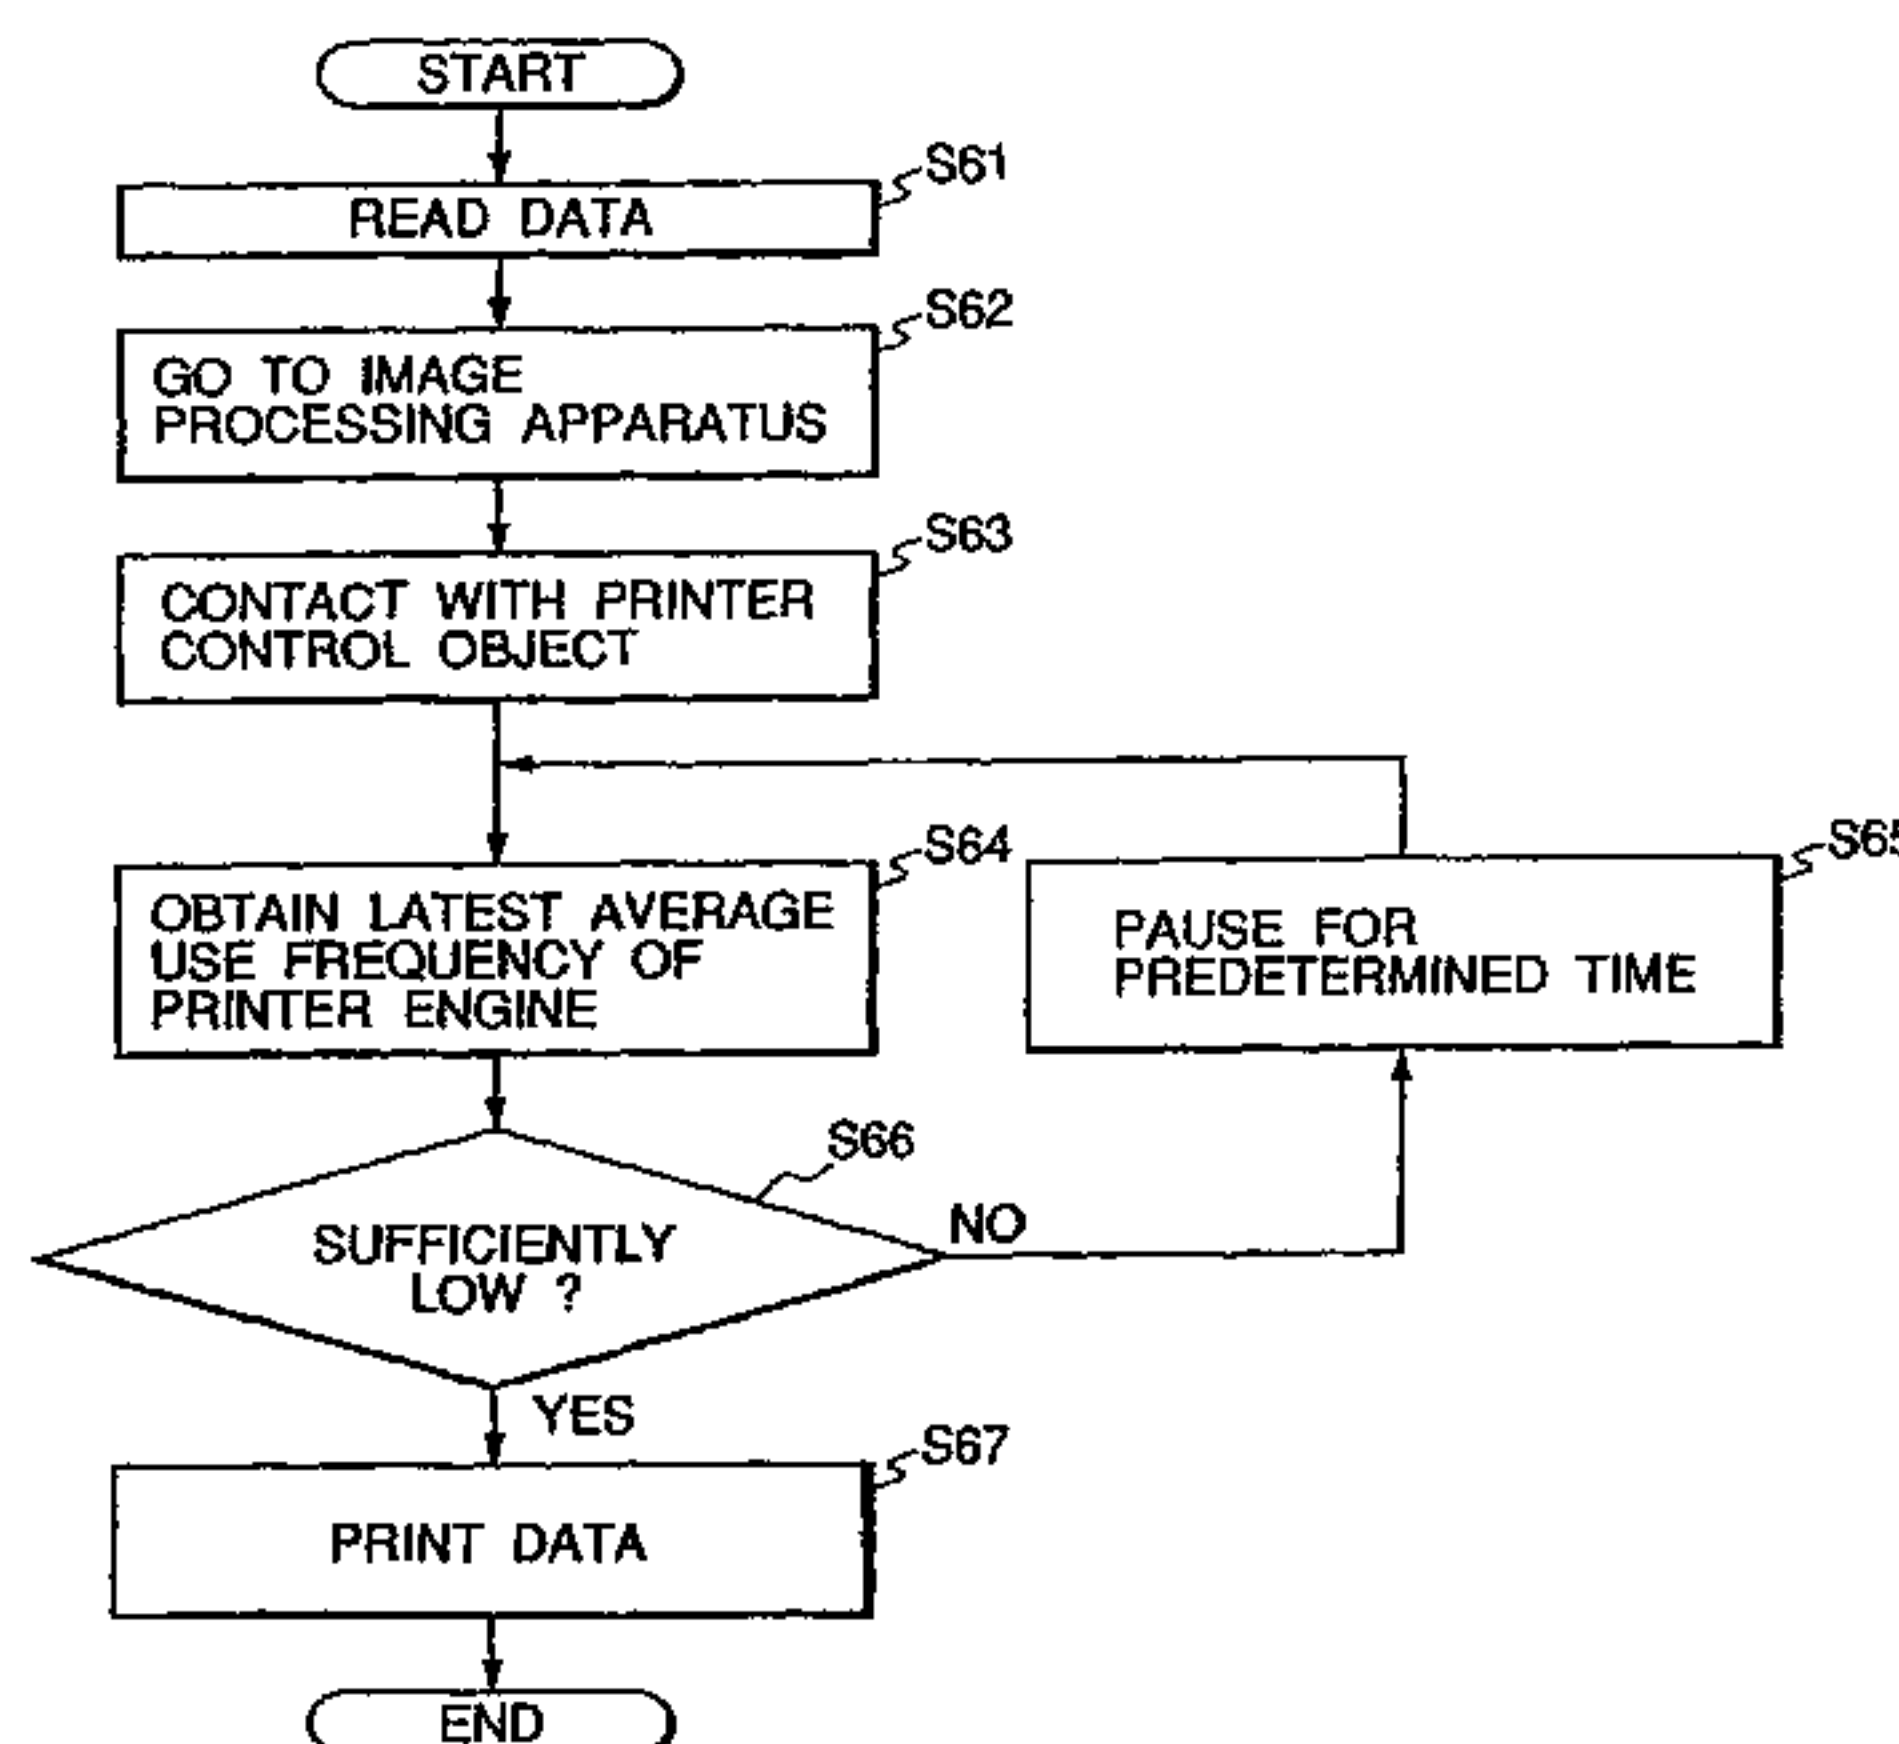 START
S61
READ DATA
S62
GO TO IMAGE
PROCESSING APPARATUS
S63
CONTACT WITH PRINTER
CONTROL OBJECT
S64
OBTAIN LATEST AVERAGE
USE FREQUENCY OF
PRINTER ENGINE
S65
PAUSE FOR
PREDETERMINED TIME
S66
SUFFICIENTLY
LOW ?
NO
YES
S67
PRINT DATA
END